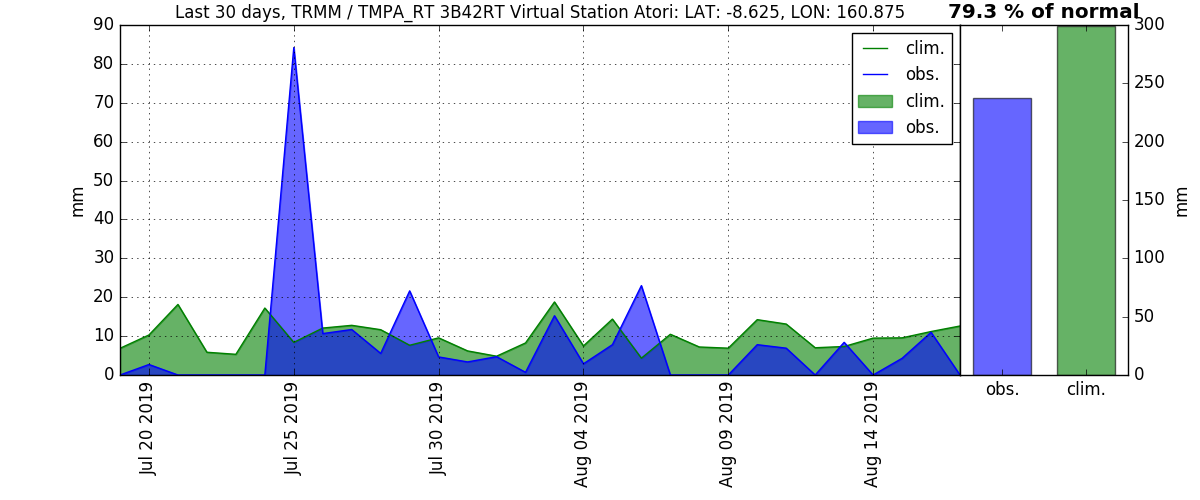 Last 30 days, TRMM / TMPA_RT 3B42RT Virtual Station Atori: LAT: -8.625, LON: 160.875
79.3 % of normal
90
80
70
60
50
40
30
20
10
0
mm
clim.
obs.
clim.
obs.
300
250
200
150
100
50
0
mm
Jul 20 2019
Jul 25 2019
Jul 30 2019
Aug 04 2019
Aug 09 2019
Aug 14 2019
obs.
clim.